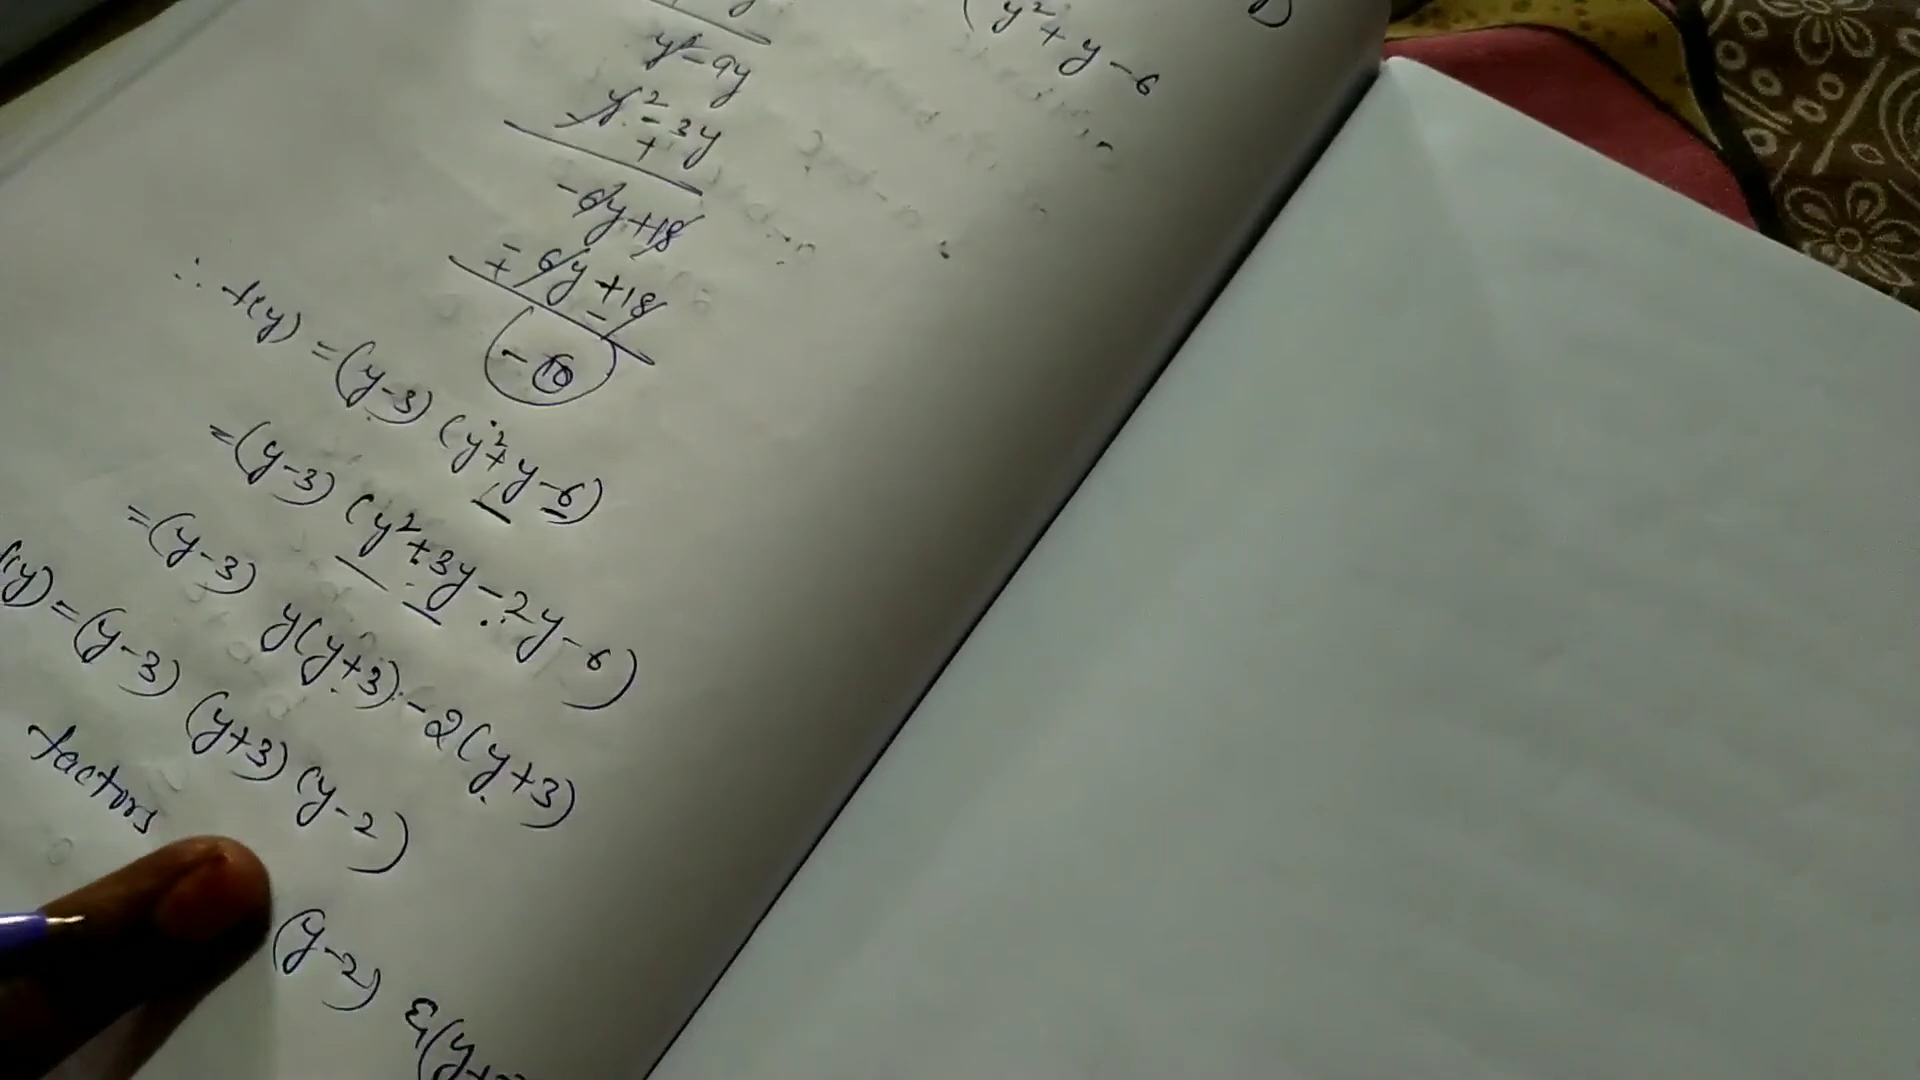 (y²+y-6
y²-9y
y²-3y
- +
-6y+18
-6y+18
+ -
∴ f(y) = (y-3) (y²+y-6)
= (y-3) (y²+3y-2y-6)
= (y-3) y(y+3)-2(y+3)
(y) = (y-3) (y+3) (y-2)
factors
(y-2) & (y+